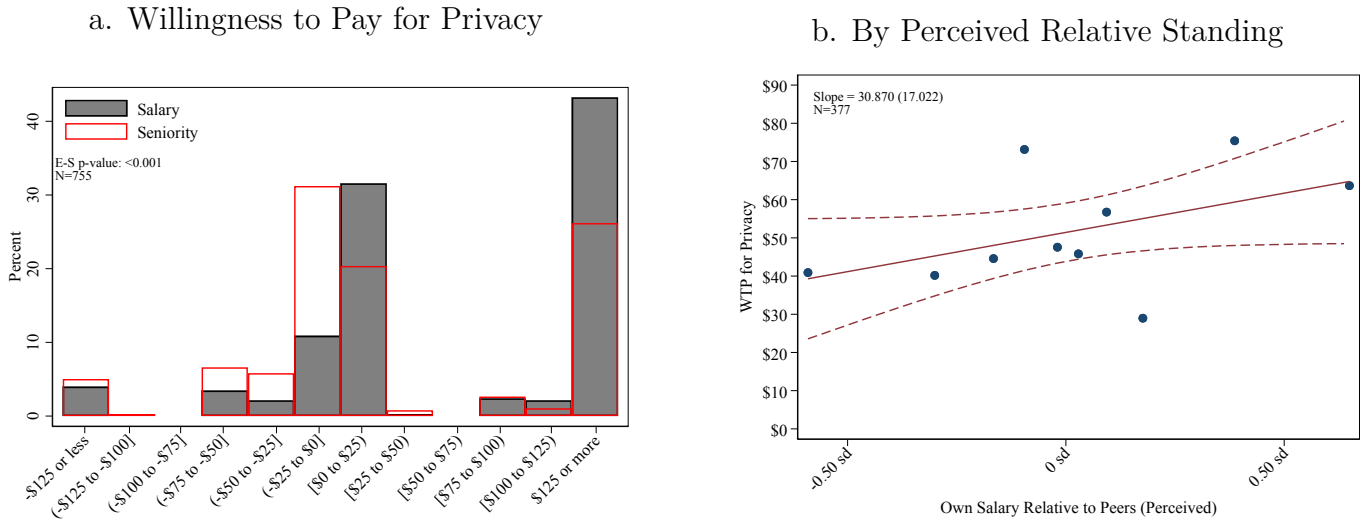 a. Willingness to Pay for Privacy
Salary
Seniority
E-S p-value: <0.001
N=755
Percent
40
30
20
10
0
-$125 or less
(-$125 to -$100]
(-$100 to -$75]
(-$75 to -$50]
(-$50 to -$25]
(-$25 to $0]
[$0 to $25)
[$25 to $50)
[$50 to $75)
[$75 to $100)
[$100 to $125)
$125 or more
b. By Perceived Relative Standing
Slope = 30.870 (17.022)
N=377
WTP for Privacy
$90
$80
$70
$60
$50
$40
$30
$20
$10
$0
-0.50 sd
0 sd
0.50 sd
Own Salary Relative to Peers (Perceived)